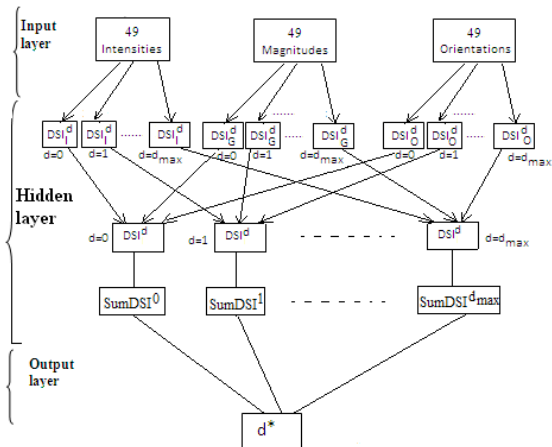 Input layer
49 Intensities
49 Magnitudes
49 Orientations
DSI_I^d DSI_I^d ..... DSI_I^d DSI_G^d DSI_G^d ..... DSI_G^d DSI_O^d DSI_O^d ..... DSI_O^d
d=0 d=1 d=d_max d=0 d=1 d=d_max d=0 d=1 d=d_max
Hidden layer
d=0 DSI^d d=1 DSI^d DSI^d d=d_max
SumDSI^0 SumDSI^1 SumDSI^d_max
Output layer
d*